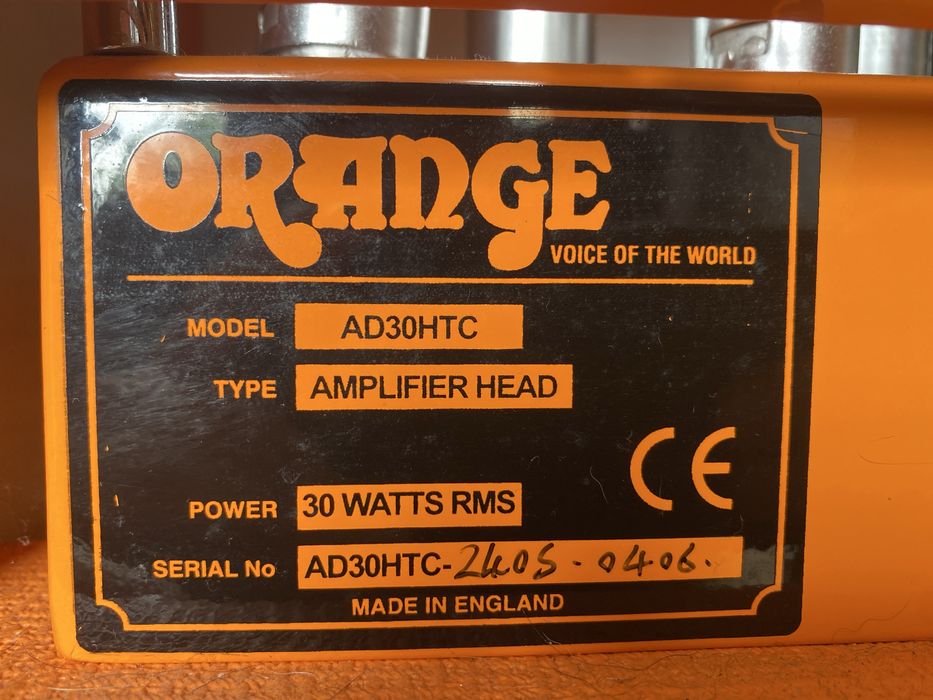 ORANGE
VOICE OF THE WORLD
MODEL AD30HTC
TYPE AMPLIFIER HEAD
CE
POWER 30 WATTS RMS
SERIAL No AD30HTC-2405-0406.
MADE IN ENGLAND